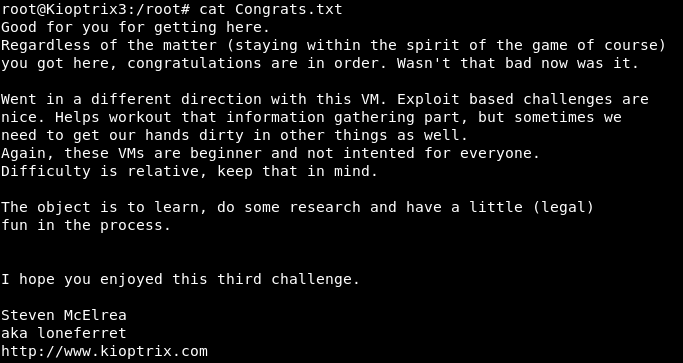 root@Kioptrix3:/root# cat Congrats.txt
Good for you for getting here.
Regardless of the matter (staying within the spirit of the game of course)
you got here, congratulations are in order. Wasn't that bad now was it.

Went in a different direction with this VM. Exploit based challenges are
nice. Helps workout that information gathering part, but sometimes we
need to get our hands dirty in other things as well.
Again, these VMs are beginner and not intented for everyone.
Difficulty is relative, keep that in mind.

The object is to learn, do some research and have a little (legal)
fun in the process.


I hope you enjoyed this third challenge.

Steven McElrea
aka loneferret
http://www.kioptrix.com